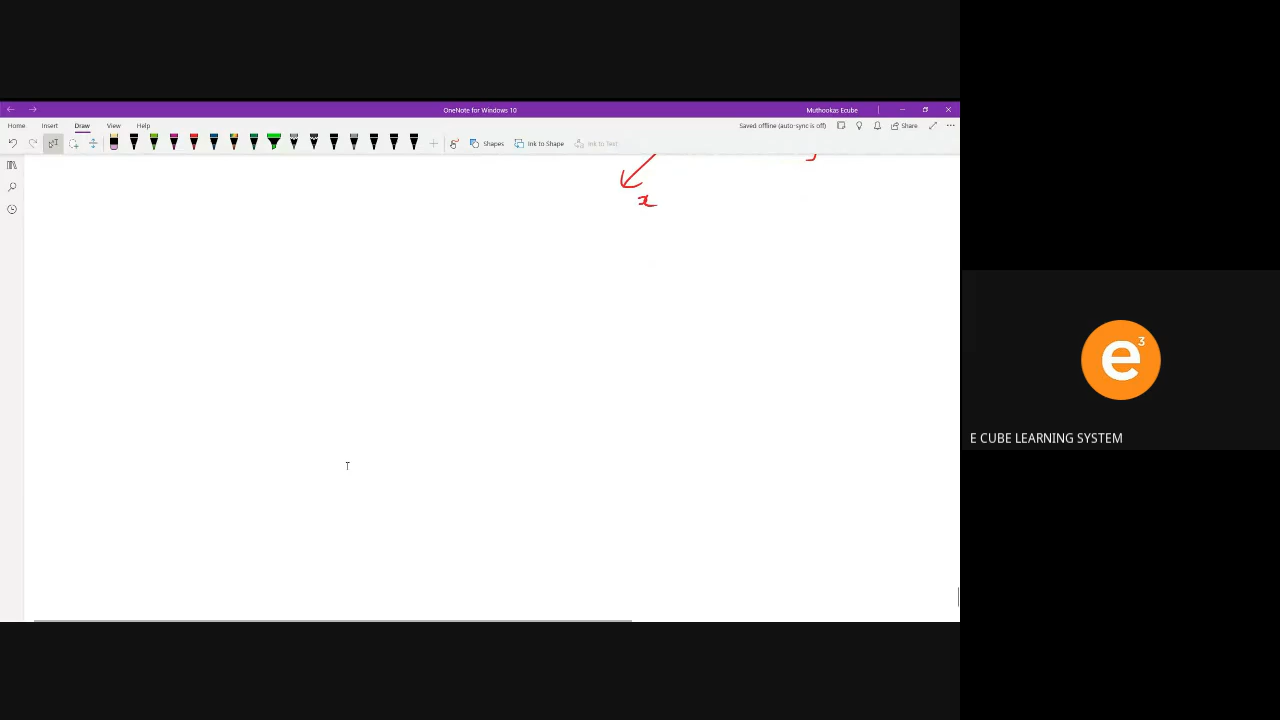 OneNote for Windows 10
Muthookas Ecube
Home Insert Draw View Help
Saved offline (auto-sync is off)
Share
Shapes
Ink to Shape
Ink to Text
x
e3
E CUBE LEARNING SYSTEM